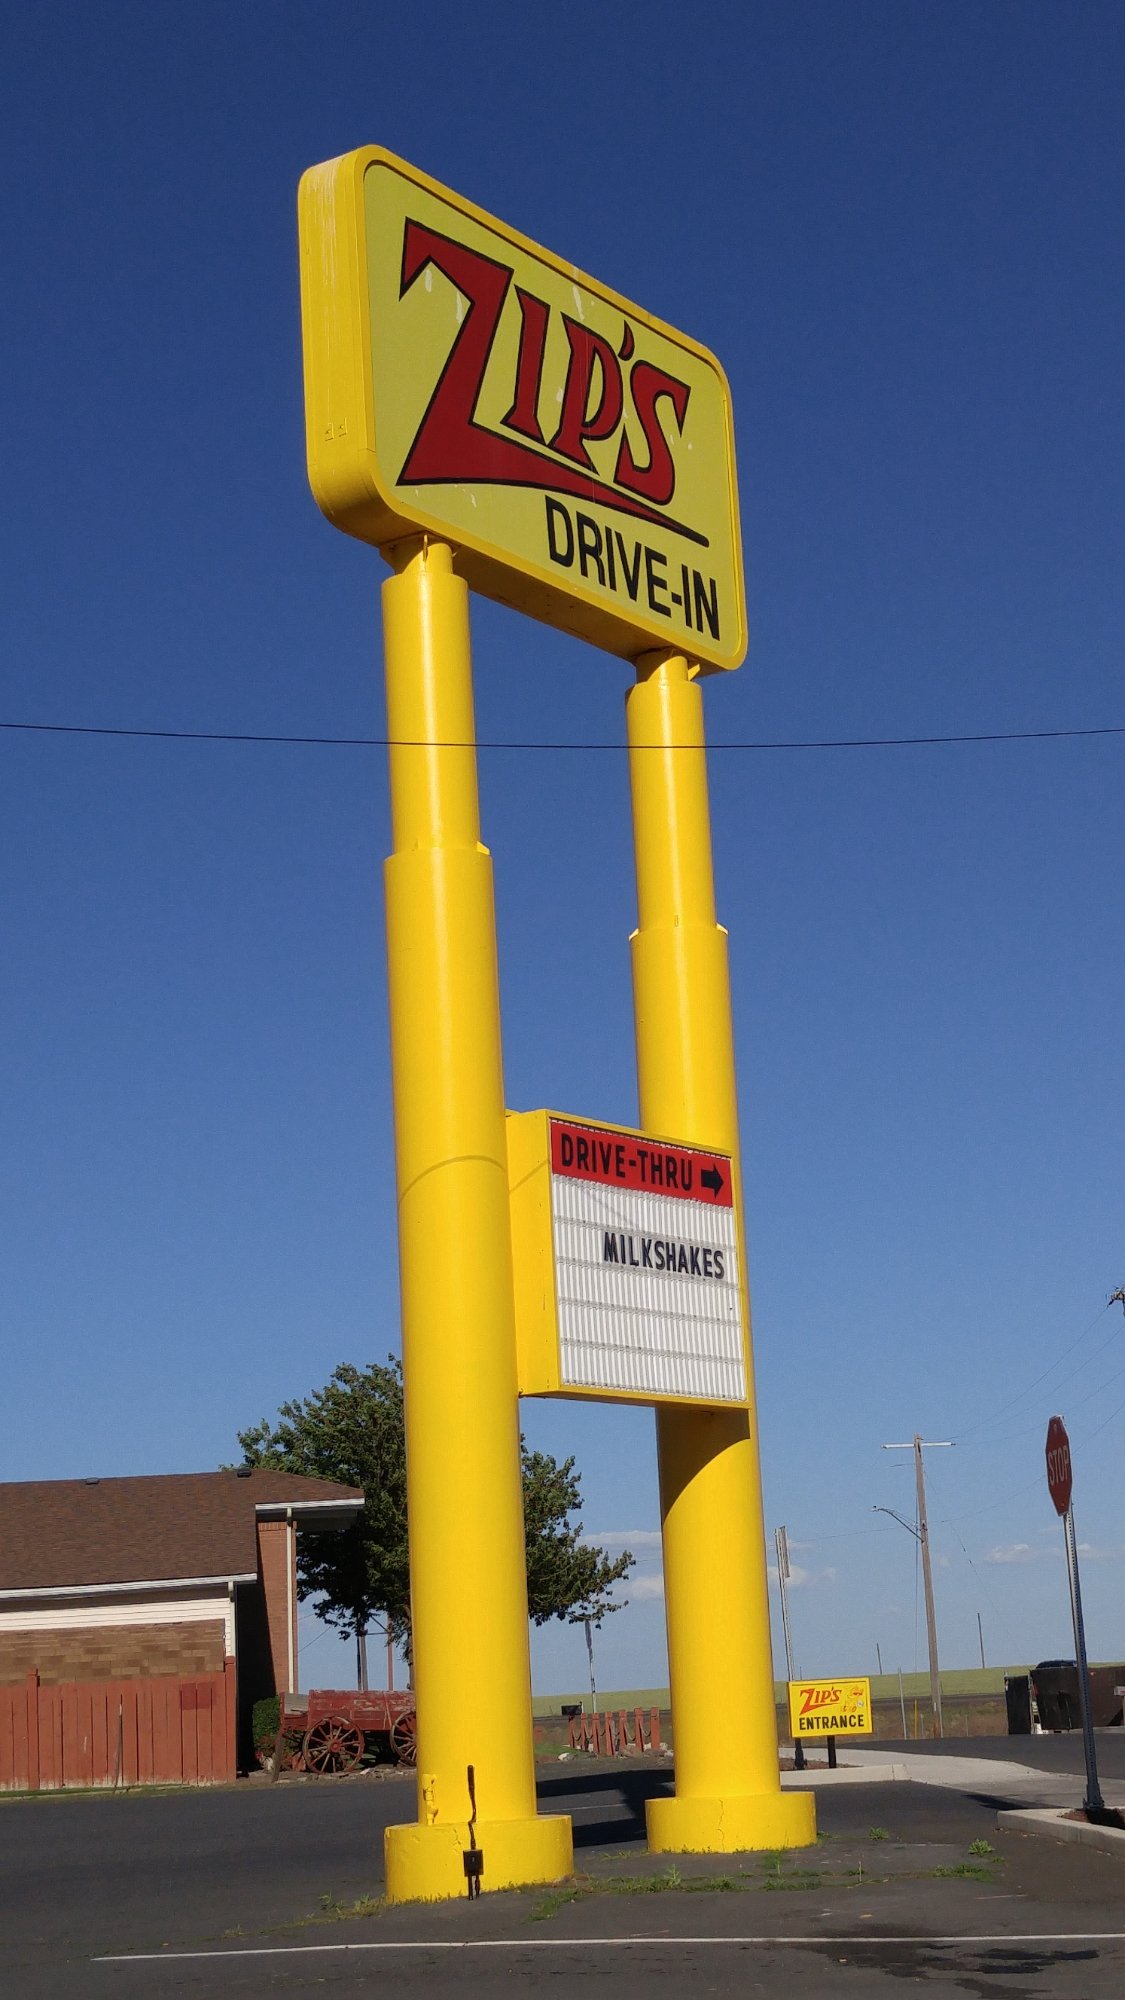 ZIP'S
DRIVE-IN
DRIVE-THRU
MILKSHAKES
STOP
ZIP'S
ENTRANCE